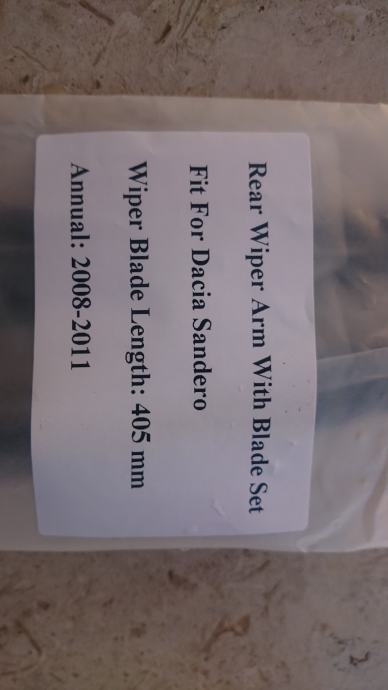 Rear Wiper Arm With Blade Set
Fit For Dacia Sandero
Wiper Blade Length: 405 mm
Annual: 2008-2011